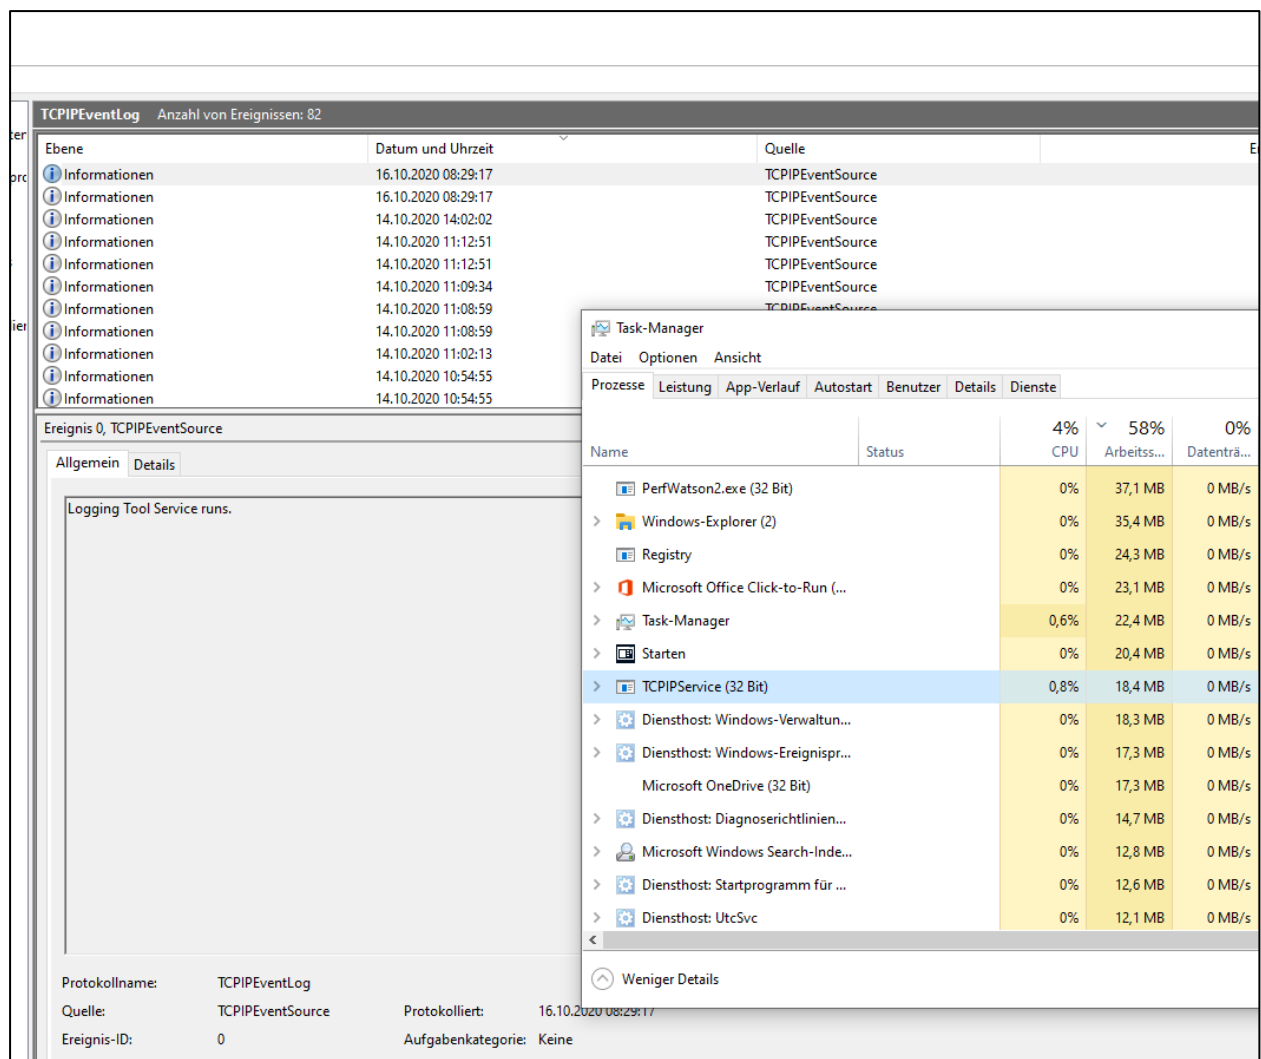 TCPIPEventLog Anzahl von Ereignissen: 82
Ebene Datum und Uhrzeit Quelle
Informationen 16.10.2020 08:29:17 TCPIPEventSource
Informationen 16.10.2020 08:29:17 TCPIPEventSource
Informationen 14.10.2020 14:02:02 TCPIPEventSource
Informationen 14.10.2020 11:12:51 TCPIPEventSource
Informationen 14.10.2020 11:12:51 TCPIPEventSource
Informationen 14.10.2020 11:09:34 TCPIPEventSource
Informationen 14.10.2020 11:08:59 TCPIPEventSource
Informationen 14.10.2020 11:08:59
Informationen 14.10.2020 11:02:13
Informationen 14.10.2020 10:54:55
Informationen 14.10.2020 10:54:55
Ereignis 0, TCPIPEventSource
Allgemein Details
Logging Tool Service runs.
Protokollname: TCPIPEventLog
Quelle: TCPIPEventSource Protokolliert: 16.10.2020 08:29:17
Ereignis-ID: 0 Aufgabenkategorie: Keine
Task-Manager
Datei Optionen Ansicht
Prozesse Leistung App-Verlauf Autostart Benutzer Details Dienste
4% 58% 0%
Name Status CPU Arbeitss... Datenträ...
PerfWatson2.exe (32 Bit) 0% 37,1 MB 0 MB/s
Windows-Explorer (2) 0% 35,4 MB 0 MB/s
Registry 0% 24,3 MB 0 MB/s
Microsoft Office Click-to-Run (... 0% 23,1 MB 0 MB/s
Task-Manager 0,6% 22,4 MB 0 MB/s
Starten 0% 20,4 MB 0 MB/s
TCPIPService (32 Bit) 0,8% 18,4 MB 0 MB/s
Diensthost: Windows-Verwaltun... 0% 18,3 MB 0 MB/s
Diensthost: Windows-Ereignispr... 0% 17,3 MB 0 MB/s
Microsoft OneDrive (32 Bit) 0% 17,3 MB 0 MB/s
Diensthost: Diagnoserichtlinien... 0% 14,7 MB 0 MB/s
Microsoft Windows Search-Inde... 0% 12,8 MB 0 MB/s
Diensthost: Startprogramm für ... 0% 12,6 MB 0 MB/s
Diensthost: UtcSvc 0% 12,1 MB 0 MB/s
Weniger Details